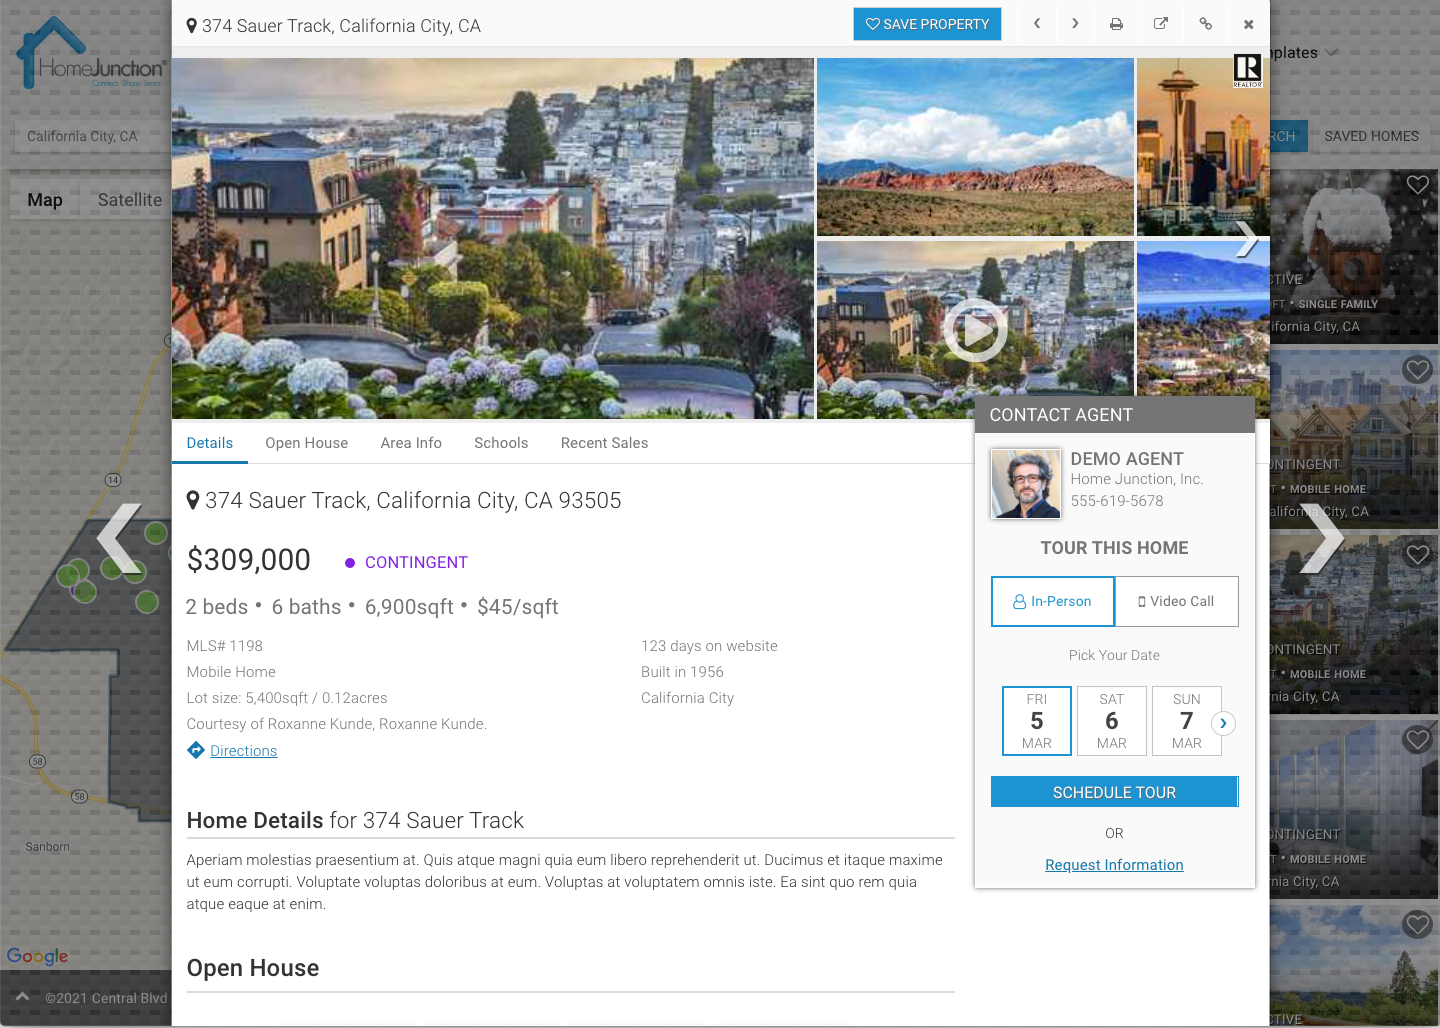 374 Sauer Track, California City, CA
SAVE PROPERTY
HomeJunction
Connect. Share. Learn.
mplates
California City, CA
RCH
SAVED HOMES
Map
Satellite
REALTOR
CTIVE
FT • SINGLE FAMILY
ifornia City, CA
ONTINGENT
T • MOBILE HOME
alifornia City, CA
CONTACT AGENT
Details
Open House
Area Info
Schools
Recent Sales
DEMO AGENT
Home Junction, Inc.
555-619-5678
374 Sauer Track, California City, CA 93505
14
TOUR THIS HOME
$309,000
CONTINGENT
In-Person
Video Call
2 beds • 6 baths • 6,900sqft • $45/sqft
MLS# 1198
123 days on website
Pick Your Date
ONTINGENT
T • MOBILE HOME
rnia City, CA
Mobile Home
Built in 1956
Lot size: 5,400sqft / 0.12acres
California City
FRI
5
MAR
SAT
6
MAR
SUN
7
MAR
Courtesy of Roxanne Kunde, Roxanne Kunde.
Directions
58
58
SCHEDULE TOUR
OR
Request Information
Home Details for 374 Sauer Track
Sanborn
Aperiam molestias praesentium at. Quis atque magni quia eum libero reprehenderit ut. Ducimus et itaque maxime
ut eum corrupti. Voluptate voluptas doloribus at eum. Voluptas at voluptatem omnis iste. Ea sint quo rem quia
atque eaque at enim.
ONTINGENT
T • MOBILE HOME
rnia City, CA
Open House
Google
©2021 Central Blvd
CTIVE